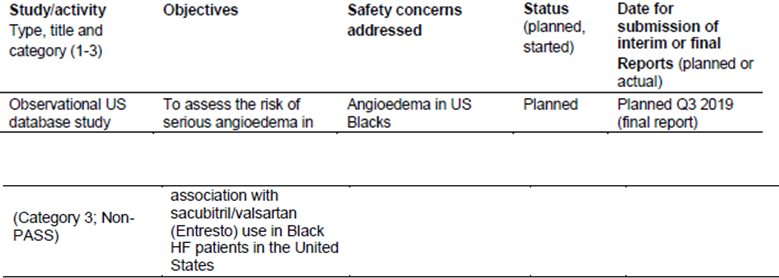 Study/activity
Type, title and
category (1-3)
Objectives
Safety concerns
addressed
Status
(planned,
started)
Date for
submission of
interim or final
Reports (planned or
actual)
Observational US
database study
To assess the risk of
serious angioedema in
Angioedema in US
Blacks
Planned
Planned Q3 2019
(final report)
(Category 3; Non-
PASS)
association with
sacubitril/valsartan
(Entresto) use in Black
HF patients in the United
States